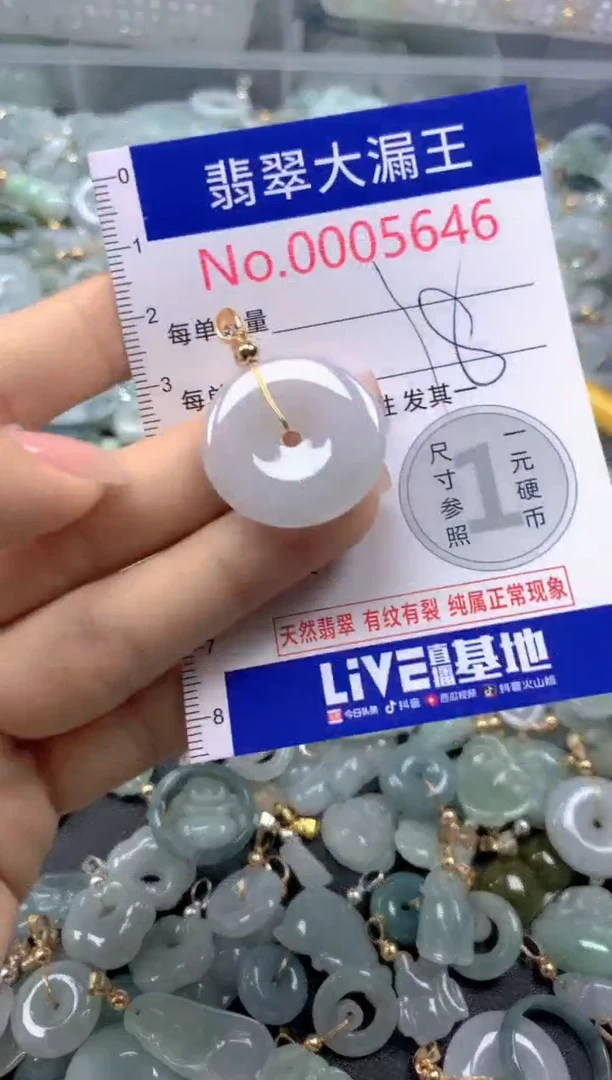 翡翠大漏王
No.0005646
0
1
2
3
7
8
每单 量
18
每单
发其一
1
尺寸参照
一元硬币
天然翡翠 有纹有裂 纯属正常现象
LiVE直播基地
今日头条 抖音 西瓜视频 抖音火山版